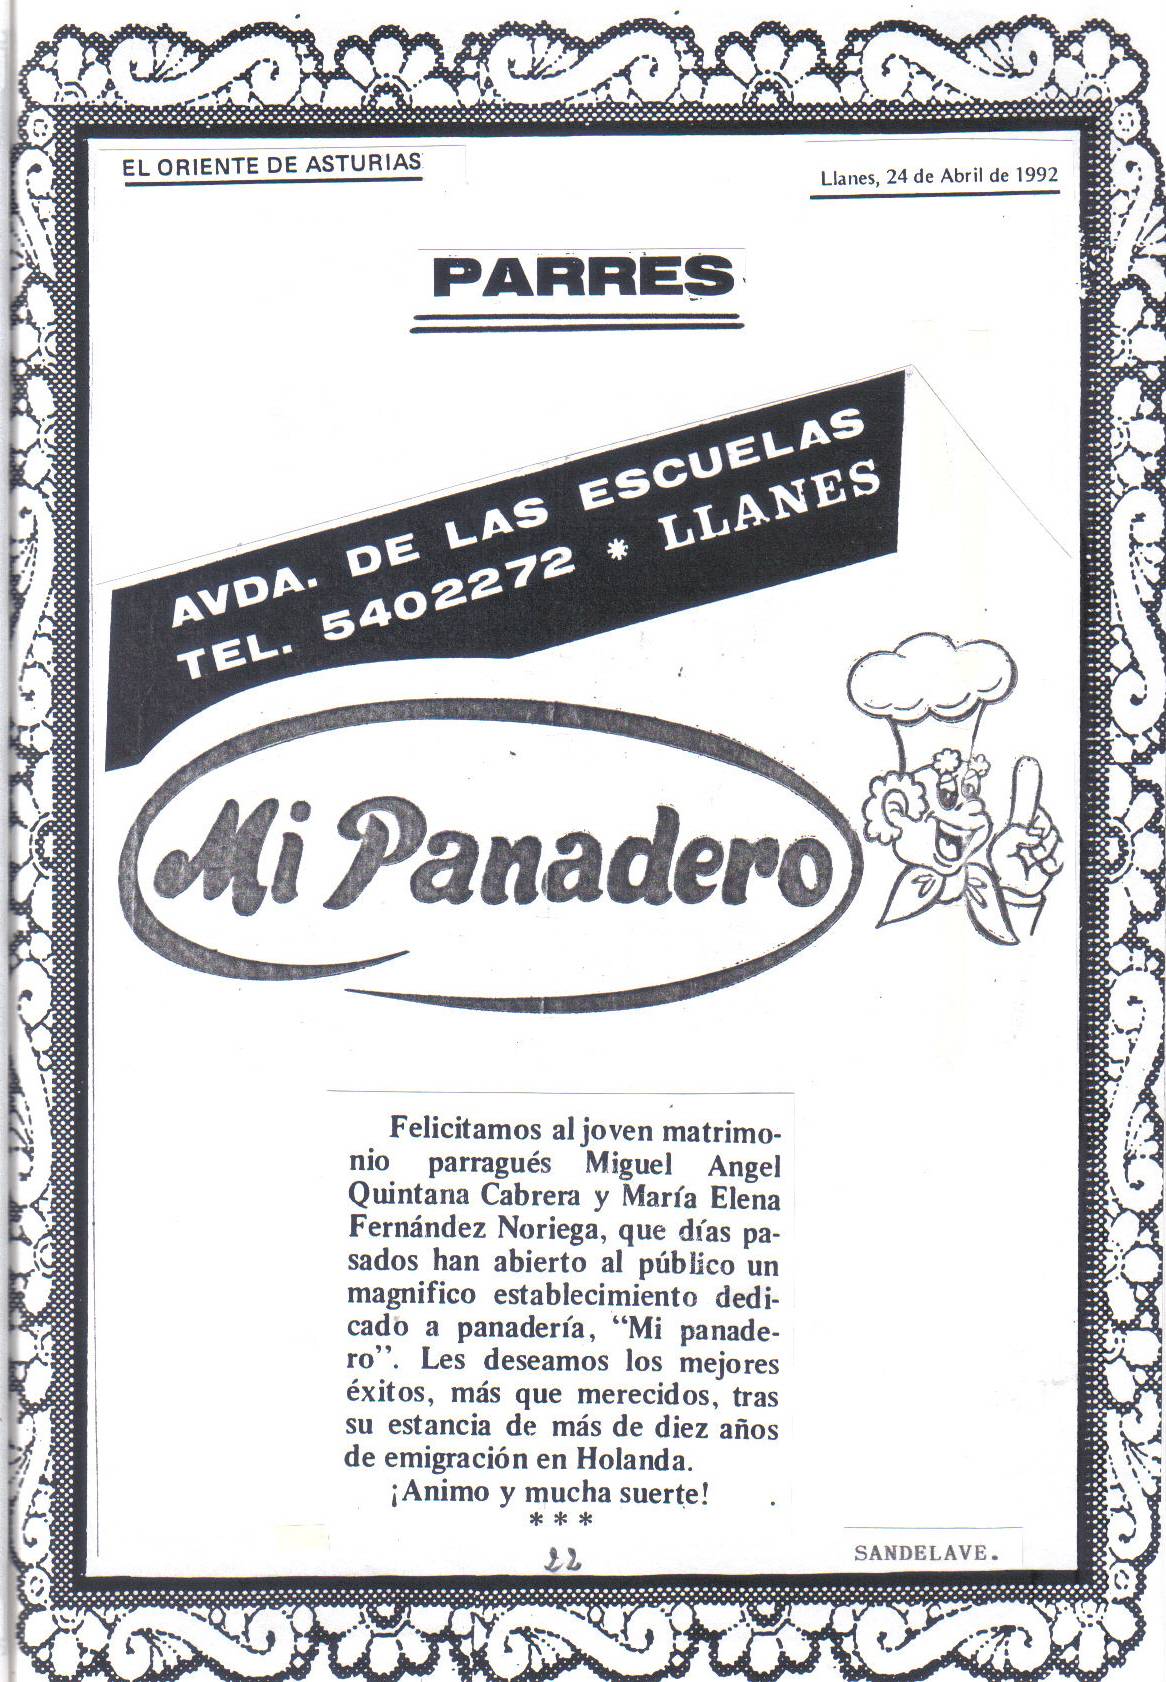 EL ORIENTE DE ASTURIAS
Llanes, 24 de Abril de 1992
PARRES
AVDA. DE LAS ESCUELAS
TEL. 5402272 * LLANES
Mi Panadero
Felicitamos al joven matrimo-
nio parragués Miguel Angel
Quintana Cabrera y María Elena
Fernández Noriega, que días pa-
sados han abierto al público un
magnifico establecimiento dedi-
cado a panadería, “Mi panade-
ro”. Les deseamos los mejores
éxitos, más que merecidos, tras
su estancia de más de diez años
de emigración en Holanda.
¡Animo y mucha suerte!
* * *
22
SANDELAVE.